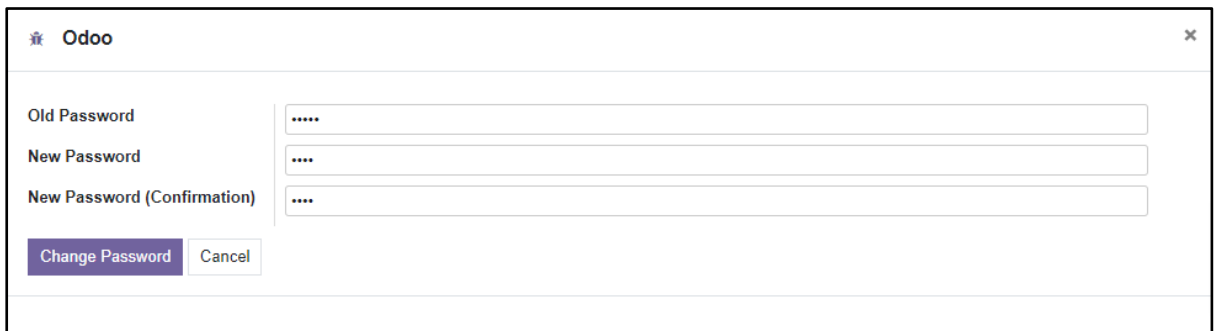 Odoo
×
Old Password •••••
New Password ••••
New Password (Confirmation) ••••
Change Password Cancel